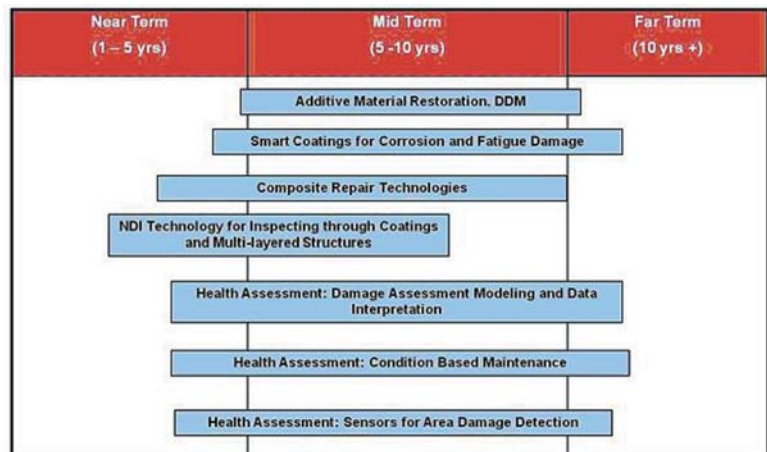 Near Term
(1 – 5 yrs)
Mid Term
(5 -10 yrs)
Far Term
(10 yrs +)
Additive Material Restoration, DDM
Smart Coatings for Corrosion and Fatigue Damage
Composite Repair Technologies
NDI Technology for Inspecting through Coatings
and Multi-layered Structures
Health Assessment: Damage Assessment Modeling and Data
Interpretation
Health Assessment: Condition Based Maintenance
Health Assessment: Sensors for Area Damage Detection